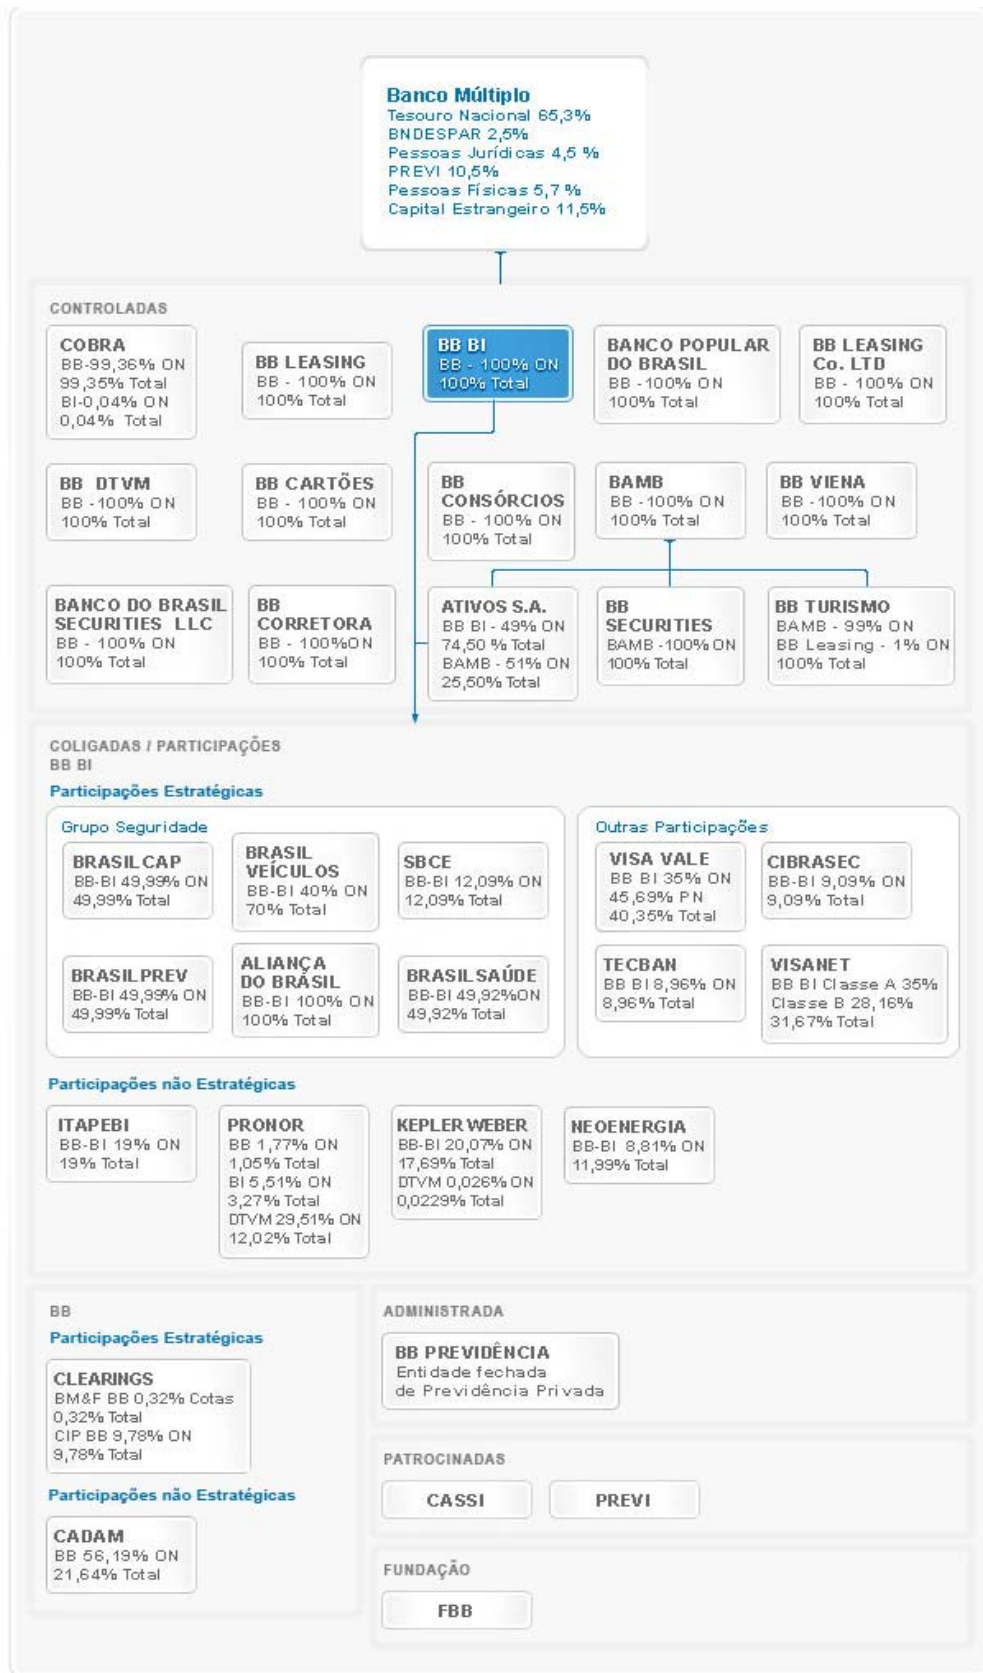 Banco Múltiplo
Tesouro Nacional 65,3%
BNDESPAR 2,5%
Pessoas Jurídicas 4,5 %
PREVI 10,5%
Pessoas Físicas 5,7 %
Capital Estrangeiro 11,5%
CONTROLADAS
COBRA
BB-99,36% ON
99,35% Total
BI-0,04% ON
0,04% Total
BB LEASING
BB - 100% ON
100% Total
BB BI
BB - 100% ON
100% Total
BANCO POPULAR
DO BRASIL
BB -100% ON
100% Total
BB LEASING
Co. LTD
BB - 100% ON
100% Total
BB DTVM
BB -100% ON
100% Total
BB CARTÕES
BB - 100% ON
100% Total
BB
CONSÓRCIOS
BB - 100% ON
100% Total
BAMB
BB -100% ON
100% Total
BB VIENA
BB -100% ON
100% Total
BANCO DO BRASIL
SECURITIES LLC
BB - 100% ON
100% Total
BB
CORRETORA
BB - 100%ON
100% Total
ATIVOS S.A.
BB BI - 49% ON
74,50 % Total
BAMB - 51% ON
25,50% Total
BB
SECURITIES
BAMB -100% ON
100% Total
BB TURISMO
BAMB - 99% ON
BB Leasing - 1% ON
100% Total
COLIGADAS / PARTICIPAÇÕES
BB BI
Participações Estratégicas
Grupo Seguridade
BRASILCAP
BB-BI 49,99% ON
49,99% Total
BRASIL
VEÍCULOS
BB-BI 40% ON
70% Total
SBCE
BB-BI 12,09% ON
12,09% Total
BRASILPREV
BB-BI 49,99% ON
49,99% Total
ALIANÇA
DO BRASIL
BB-BI 100% ON
100% Total
BRASILSAÚDE
BB-BI 49,92%ON
49,92% Total
Outras Participações
VISA VALE
BB BI 35% ON
45,69% PN
40,35% Total
CIBRASEC
BB-BI 9,09% ON
9,09% Total
TECBAN
BB BI 8,96% ON
8,96% Total
VISANET
BB BI Classe A 35%
Classe B 28,16%
31,67% Total
Participações não Estratégicas
ITAPEBI
BB-BI 19% ON
19% Total
PRONOR
BB 1,77% ON
1,05% Total
BI 5,51% ON
3,27% Total
DTVM 29,51% ON
12,02% Total
KEPLER WEBER
BB-BI 20,07% ON
17,69% Total
DTVM 0,026% ON
0,0229% Total
NEOENERGIA
BB-BI 8,81% ON
11,99% Total
BB
Participações Estratégicas
CLEARINGS
BM&F BB 0,32% Cotas
0,32% Total
CIP BB 9,78% ON
9,78% Total
Participações não Estratégicas
CADAM
BB 56,19% ON
21,64% Total
ADMINISTRADA
BB PREVIDÊNCIA
Entidade fechada
de Previdência Privada
PATROCINADAS
CASSI
PREVI
FUNDAÇÃO
FBB